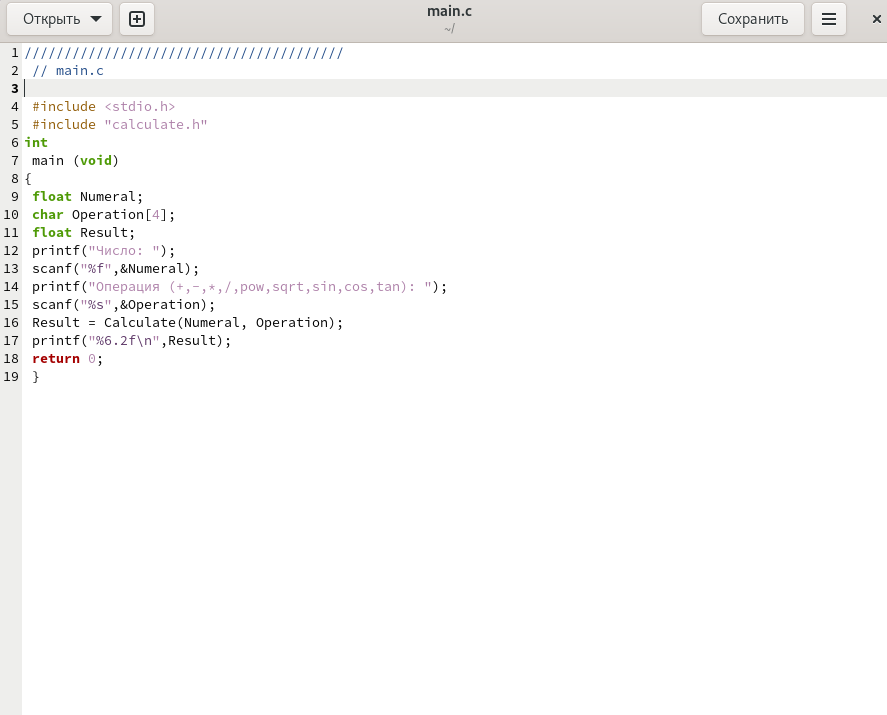 Открыть
main.c
~/
Сохранить
1 ////////////////////////////////////////
2 // main.c
3
4 #include <stdio.h>
5 #include "calculate.h"
6 int
7 main (void)
8 {
9 float Numeral;
10 char Operation[4];
11 float Result;
12 printf("Число: ");
13 scanf("%f",&Numeral);
14 printf("Операция (+,-,*,/,pow,sqrt,sin,cos,tan): ");
15 scanf("%s",&Operation);
16 Result = Calculate(Numeral, Operation);
17 printf("%6.2f\n",Result);
18 return 0;
19 }